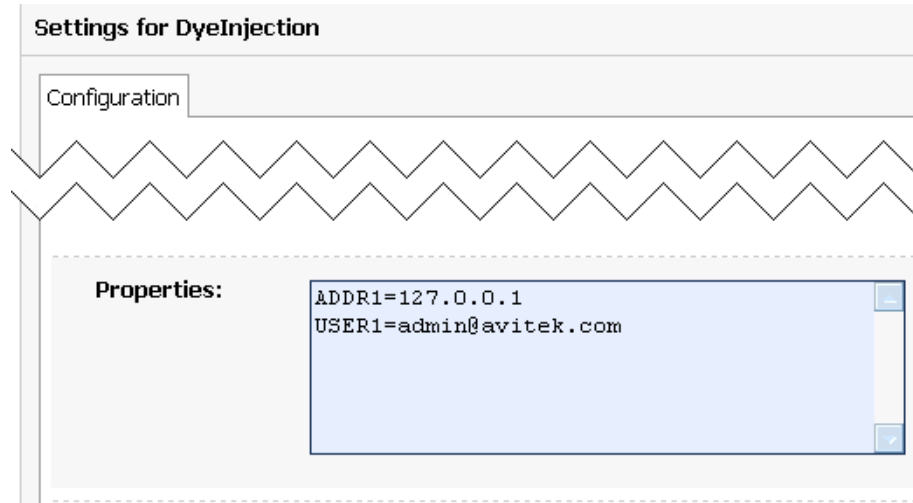 Settings for DyeInjection
Configuration
Properties:
ADDR1=127.0.0.1
USER1=admin@avitek.com